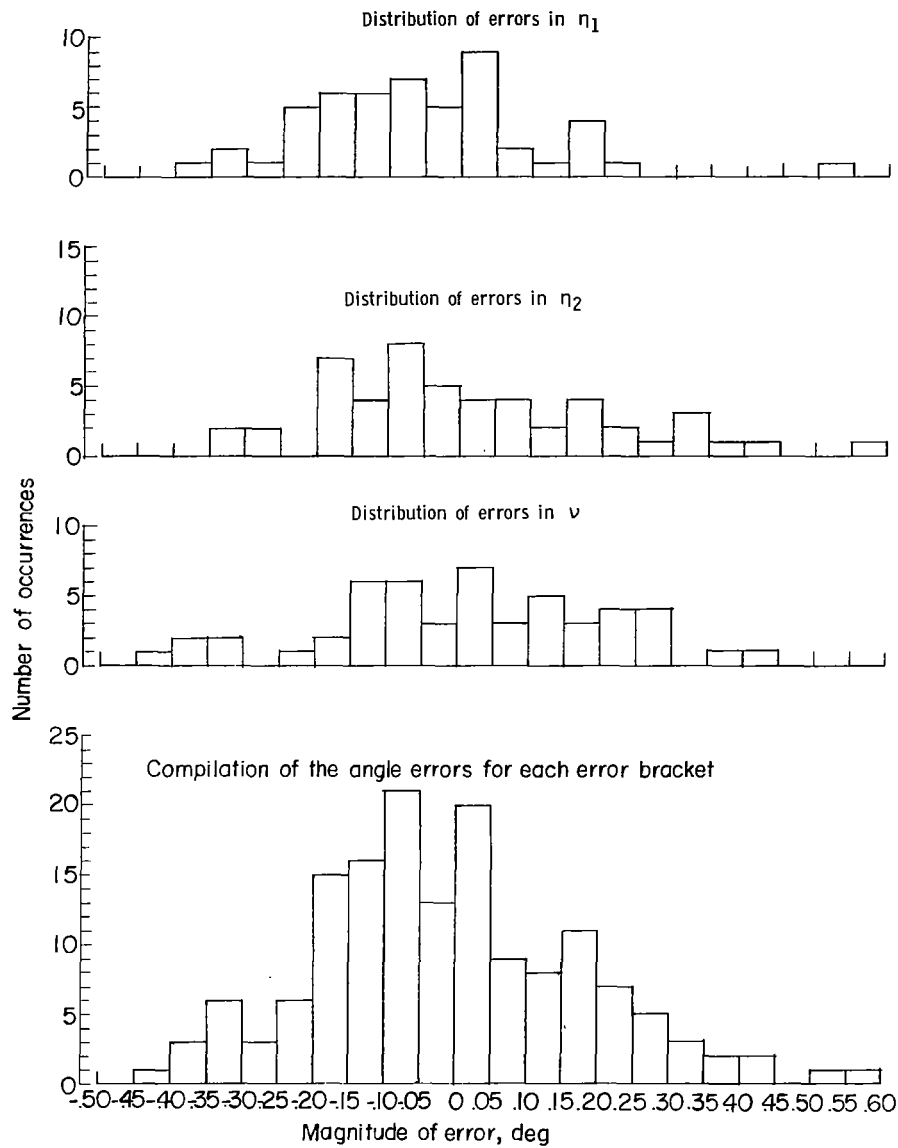 Distribution of errors in η1
10
5
0
Distribution of errors in η2
15
10
5
0
Distribution of errors in ν
10
5
0
Number of occurrences
Compilation of the angle errors for each error bracket
25
20
15
10
5
0
-.50 -.45 -.40 -.35 -.30 -.25 -.20 -.15 -.10 -.05 0 .05 .10 .15 .20 .25 .30 .35 .40 .45 .50 .55 .60
Magnitude of error, deg